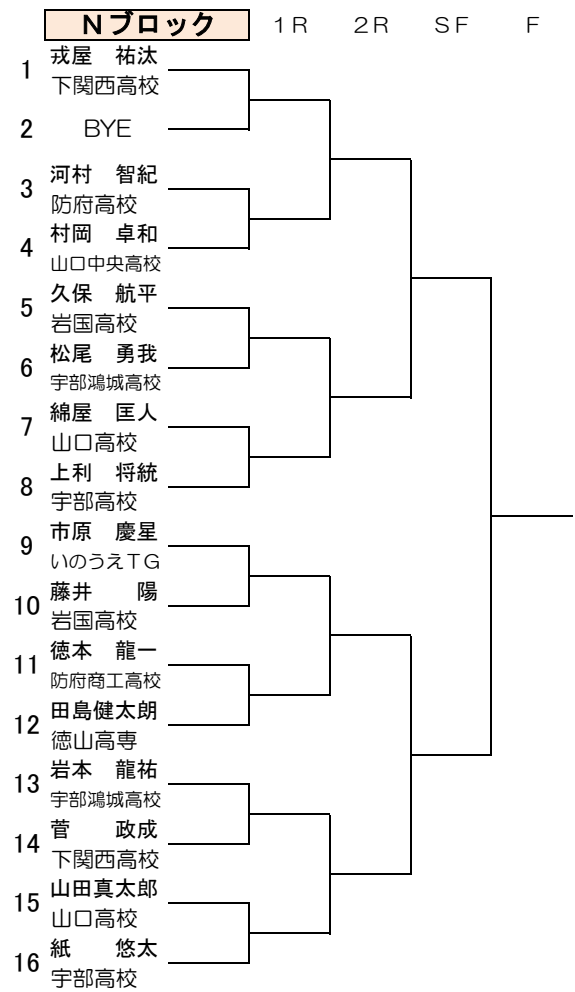 Nブロック 1R 2R SF F
1 戎屋 祐汰
下関西高校
2 BYE
3 河村 智紀
防府高校
4 村岡 卓和
山口中央高校
5 久保 航平
岩国高校
6 松尾 勇我
宇部鴻城高校
7 綿屋 匡人
山口高校
8 上利 将統
宇部高校
9 市原 慶星
いのうえTG
10 藤井 陽
岩国高校
11 徳本 龍一
防府商工高校
12 田島健太朗
徳山高専
13 岩本 龍祐
宇部鴻城高校
14 菅 政成
下関西高校
15 山田真太郎
山口高校
16 紙 悠太
宇部高校